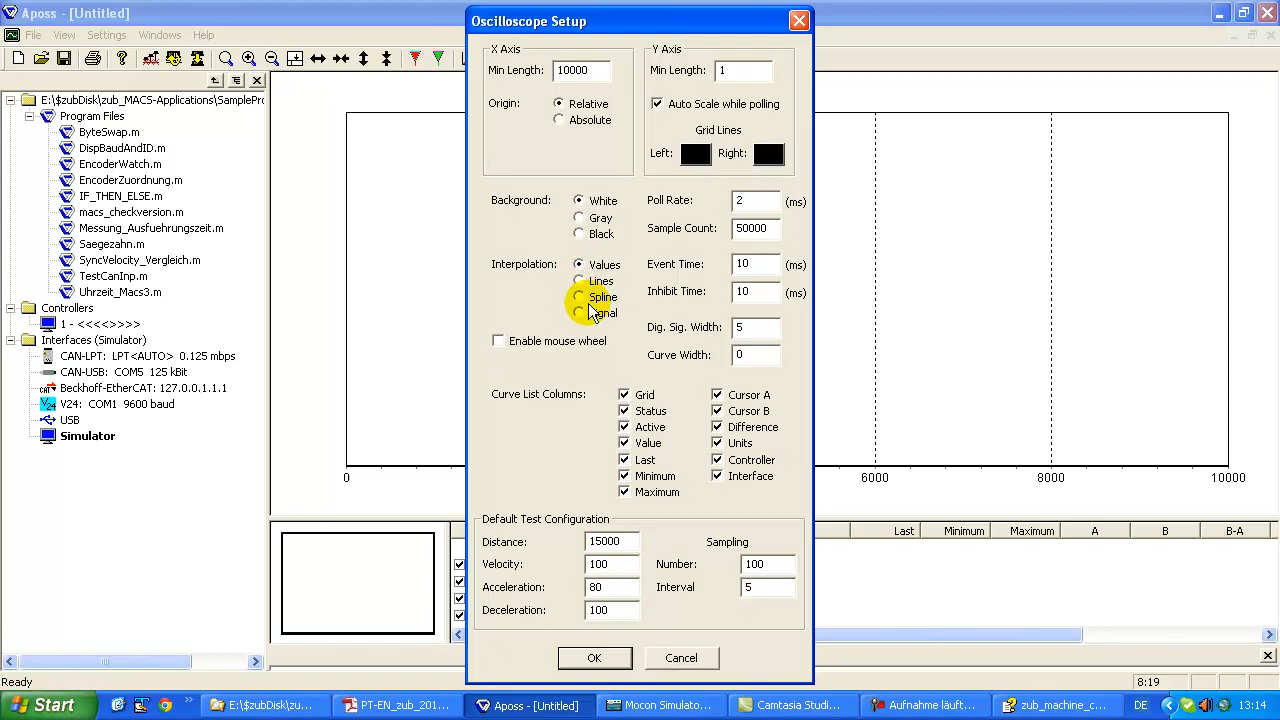 Aposs - [Untitled]
File View Settings Windows Help
E:\$zubDisk\zub_MACS-Applications\SamplePro
Program Files
ByteSwap.m
DispBaudAndID.m
EncoderWatch.m
EncoderZuordnung.m
IF_THEN_ELSE.m
macs_checkversion.m
Messung_Ausfuehrungszeit.m
Saegezahn.m
SyncVelocity_Vergleich.m
TestCanInp.m
Uhrzeit_Macs3.m
Controllers
1 - <<<<>>>>
Interfaces (Simulator)
CAN-LPT: LPT<AUTO> 0.125 mbps
CAN-USB: COM5 125 kBit
Beckhoff-EtherCAT: 127.0.0.1.1.1
V24: COM1 9600 baud
USB
Simulator
Oscilloscope Setup
X Axis
Min Length: 10000
Origin: Relative
Absolute
Y Axis
Min Length: 1
Auto Scale while polling
Grid Lines
Left: Right:
Background: White
Gray
Black
Poll Rate: 2 (ms)
Sample Count: 50000
Interpolation: Values
Lines
Spline
Event Time: 10 (ms)
Inhibit Time: 10 (ms)
Enable mouse wheel
Dig. Sig. Width: 5
Curve Width: 0
Curve List Columns: Grid
Status
Active
Value
Last
Minimum
Maximum
Cursor A
Cursor B
Difference
Units
Controller
Interface
Default Test Configuration
Distance: 15000 Sampling
Velocity: 100 Number: 100
Acceleration: 80 Interval 5
Deceleration: 100
OK Cancel
0 6000 8000 10000
Last Minimum Maximum A B B-A
Ready 8:19
Start E:\$zubDisk\zu... PT-EN_zub_201... Aposs - [Untitled] Mocon Simulato... Camtasia Studi... Aufnahme läuft... zub_machine_c... DE 13:14